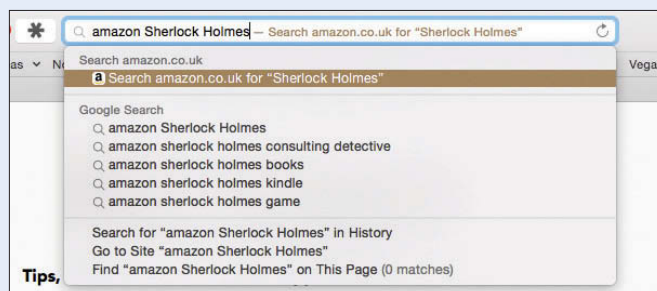 amazon Sherlock Holmes — Search amazon.co.uk for “Sherlock Holmes”
as
Vega
Search amazon.co.uk
a Search amazon.co.uk for “Sherlock Holmes”
Google Search
amazon Sherlock Holmes
amazon sherlock holmes consulting detective
amazon sherlock holmes books
amazon sherlock holmes kindle
amazon sherlock holmes game
Search for “amazon Sherlock Holmes” in History
Go to Site “amazon Sherlock Holmes”
Find “amazon Sherlock Holmes” on This Page (0 matches)
Tips,